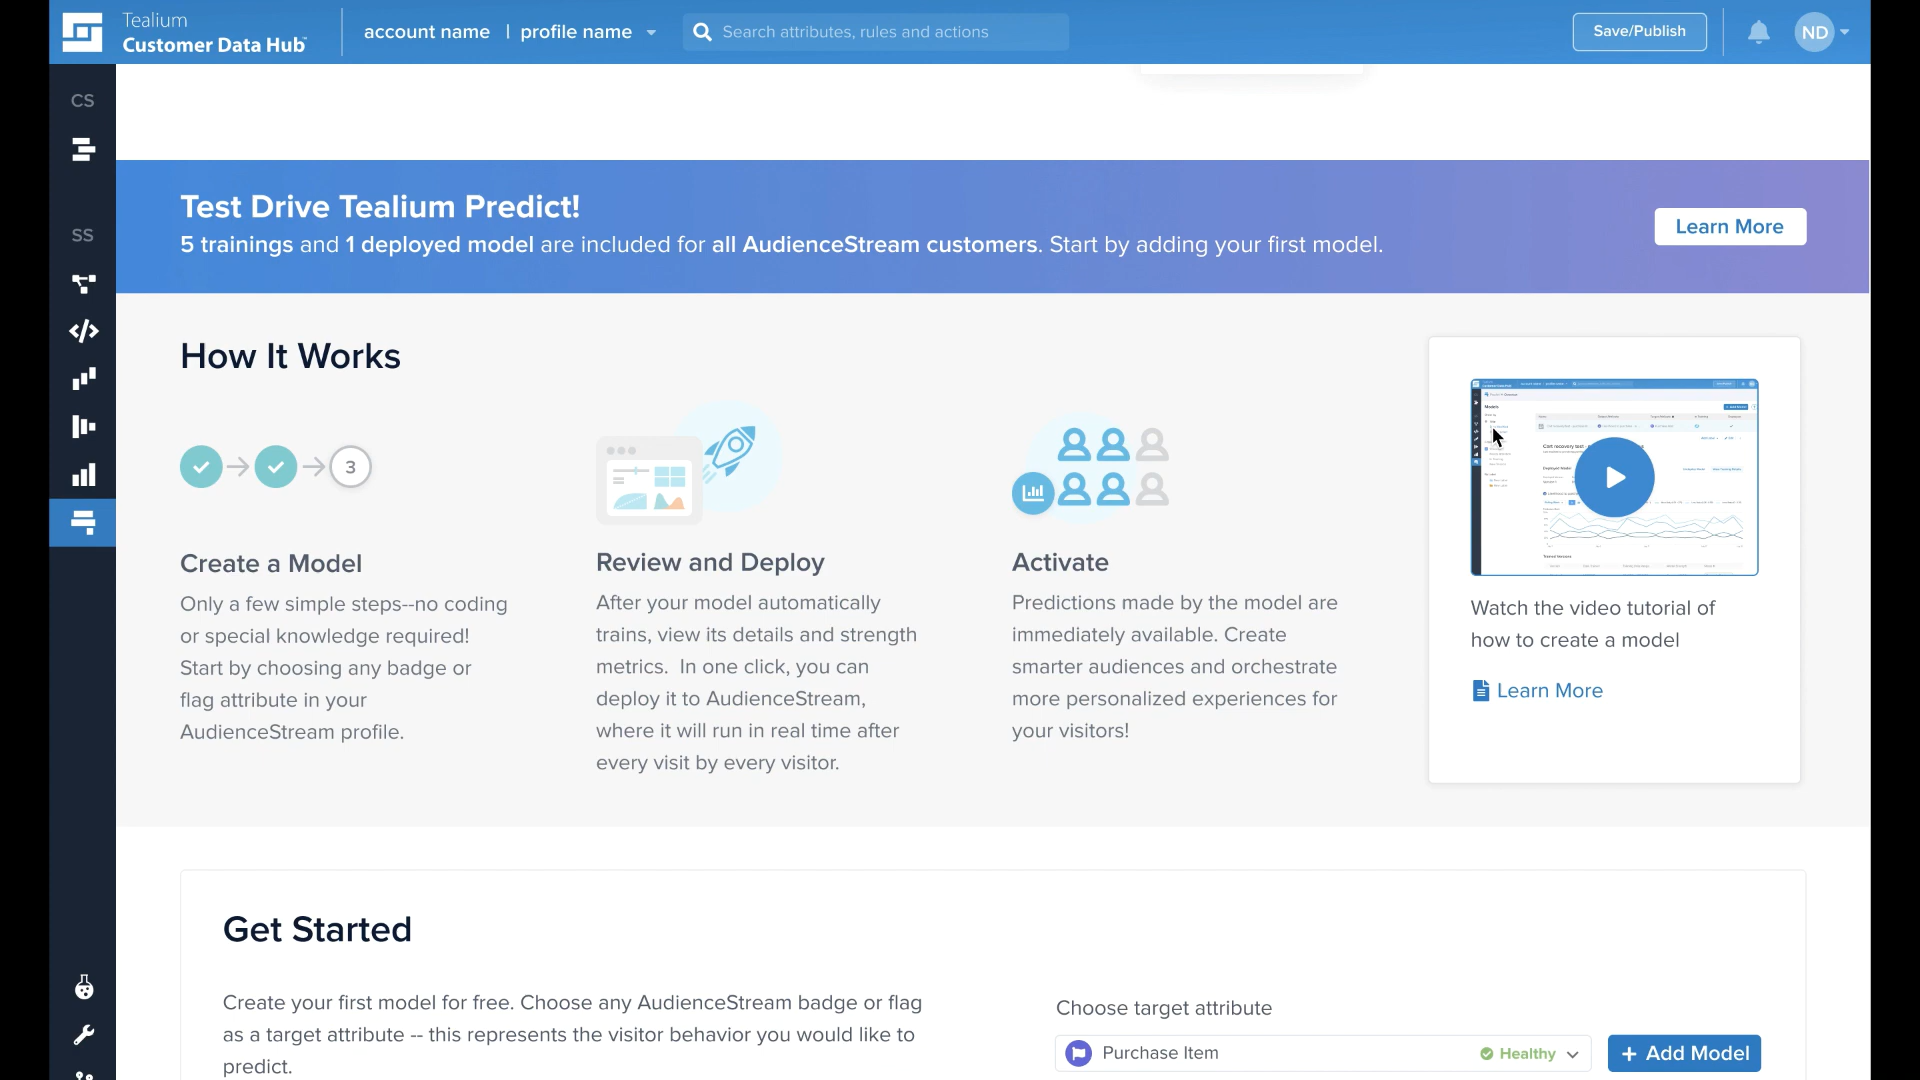 Tealium
Customer Data Hub™
account name | profile name
Search attributes, rules and actions
Save/Publish
ND
CS
SS
Test Drive Tealium Predict!
5 trainings and 1 deployed model are included for all AudienceStream customers. Start by adding your first model.
Learn More
How It Works
3
Create a Model
Only a few simple steps--no coding
or special knowledge required!
Start by choosing any badge or
flag attribute in your
AudienceStream profile.
Review and Deploy
After your model automatically
trains, view its details and strength
metrics.  In one click, you can
deploy it to AudienceStream,
where it will run in real time after
every visit by every visitor.
Activate
Predictions made by the model are
immediately available. Create
smarter audiences and orchestrate
more personalized experiences for
your visitors!
Models
Watch the video tutorial of
how to create a model
Learn More
Get Started
Create your first model for free. Choose any AudienceStream badge or flag
as a target attribute -- this represents the visitor behavior you would like to
predict.
Choose target attribute
Purchase Item
Healthy
+ Add Model